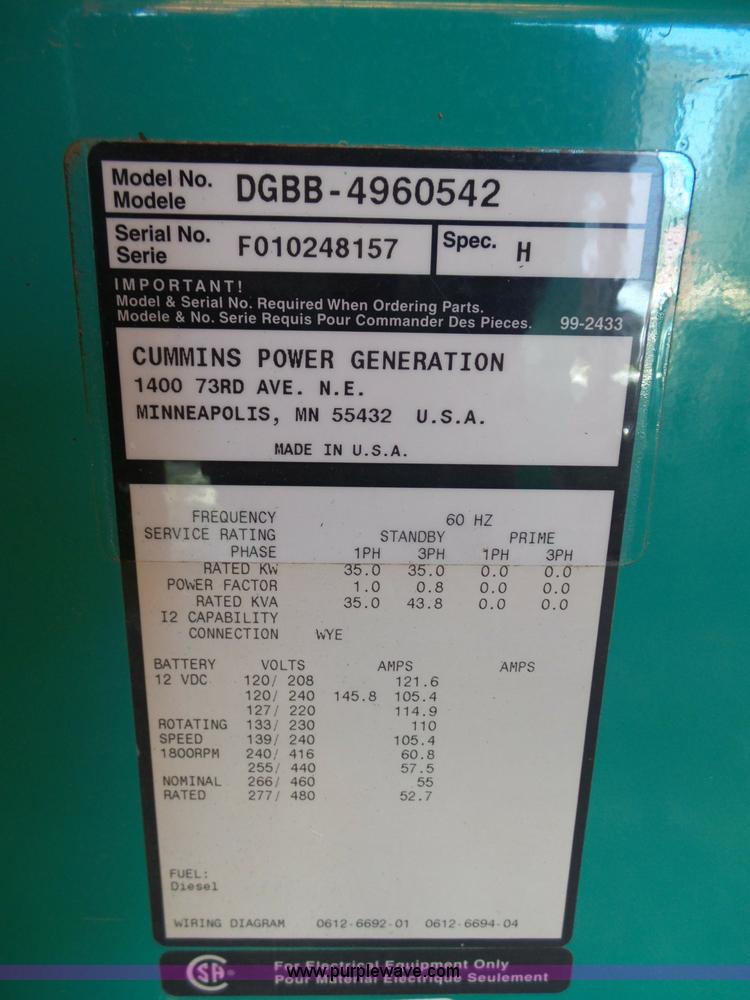 Model No. DGBB-4960542
Modele
Serial No. F010248157 Spec. H
Serie
IMPORTANT!
Model & Serial No. Required When Ordering Parts.
Modele & No. Serie Requis Pour Commander Des Pieces. 99-2433
CUMMINS POWER GENERATION
1400 73RD AVE. N.E.
MINNEAPOLIS, MN 55432 U.S.A.
MADE IN U.S.A.
FREQUENCY 60 HZ
SERVICE RATING STANDBY PRIME
PHASE 1PH 3PH 1PH 3PH
RATED KW 35.0 35.0 0.0 0.0
POWER FACTOR 1.0 0.8 0.0 0.0
RATED KVA 35.0 43.8 0.0 0.0
I2 CAPABILITY
CONNECTION WYE
BATTERY VOLTS AMPS AMPS
12 VDC 120/ 208 121.6
120/ 240 145.8 105.4
127/ 220 114.9
ROTATING 133/ 230 110
SPEED 139/ 240 105.4
1800RPM 240/ 416 60.8
255/ 440 57.5
NOMINAL 266/ 460 55
RATED 277/ 480 52.7
FUEL:
Diesel
WIRING DIAGRAM 0612-6692-01 0612-6694-04
SA® For Electrical Equipment Only
www.purplewave.com
Pour Materiel Electrique Seulement